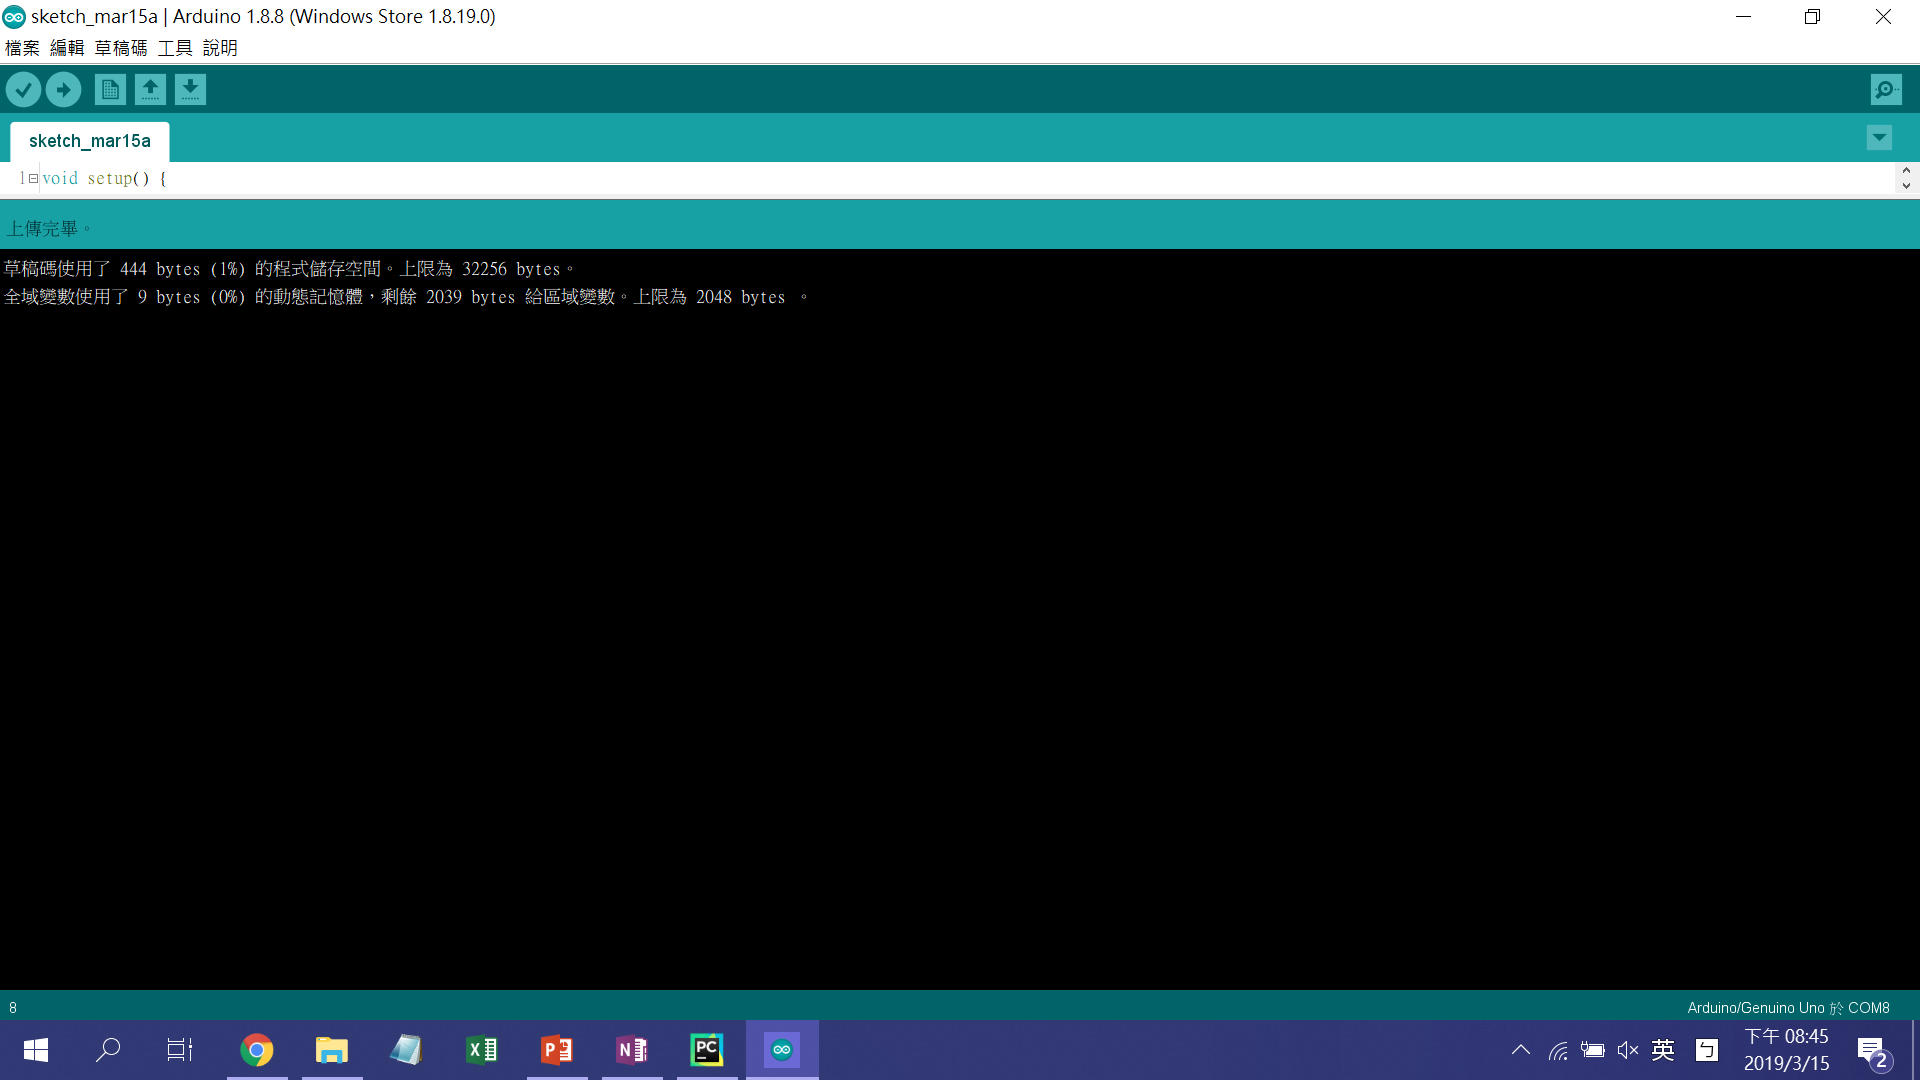 sketch_mar15a | Arduino 1.8.8 (Windows Store 1.8.19.0)
檔案 編輯 草稿碼 工具 說明
sketch_mar15a
1 void setup() {
上傳完畢。
草稿碼使用了 444 bytes (1%) 的程式儲存空間。上限為 32256 bytes。
全域變數使用了 9 bytes (0%) 的動態記憶體，剩餘 2039 bytes 給區域變數。上限為 2048 bytes 。
8
Arduino/Genuino Uno 於 COM8
X
P
N
PC
英
ㄅ
下午 08:45
2019/3/15
2